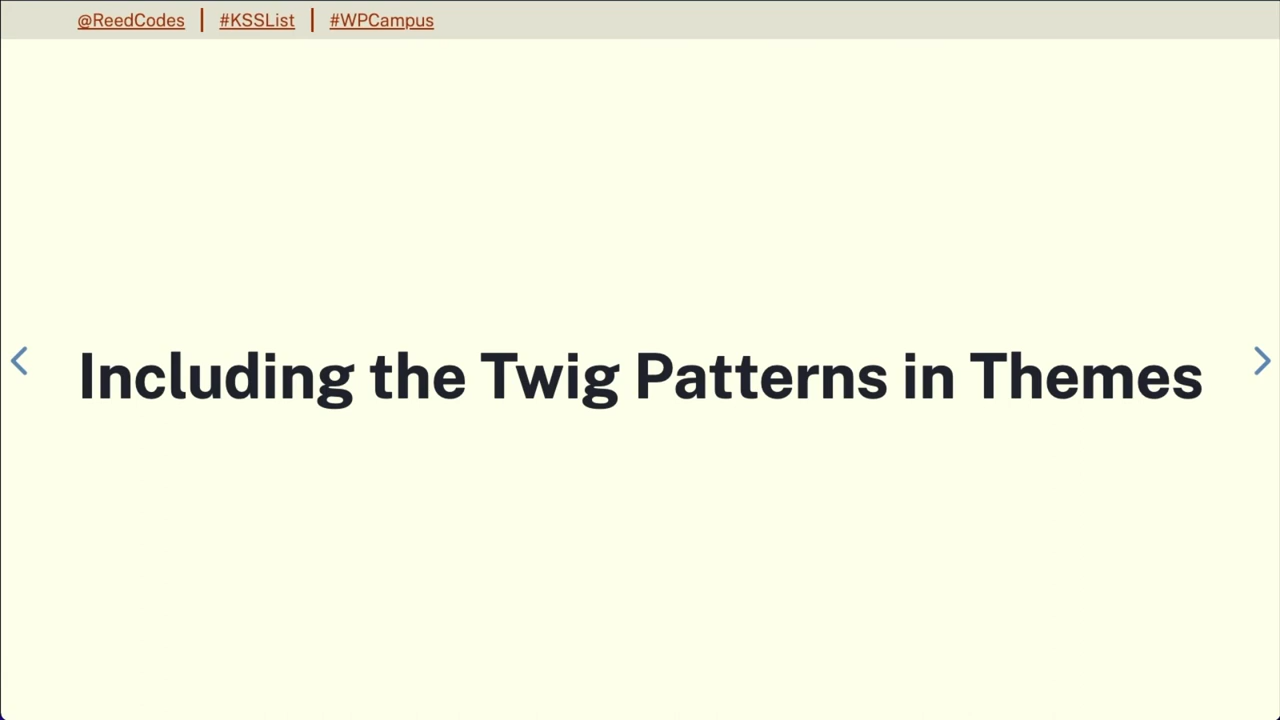 @ReedCodes | #KSSList | #WPCampus
Including the Twig Patterns in Themes